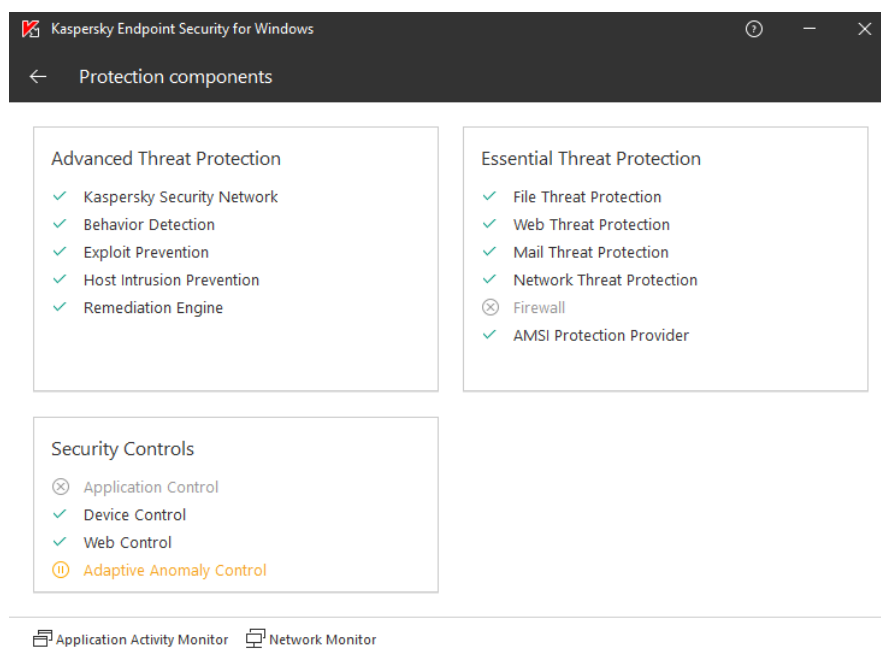 Kaspersky Endpoint Security for Windows
Protection components
Advanced Threat Protection
Kaspersky Security Network
Behavior Detection
Exploit Prevention
Host Intrusion Prevention
Remediation Engine
Essential Threat Protection
File Threat Protection
Web Threat Protection
Mail Threat Protection
Network Threat Protection
Firewall
AMSI Protection Provider
Security Controls
Application Control
Device Control
Web Control
Adaptive Anomaly Control
Application Activity Monitor Network Monitor